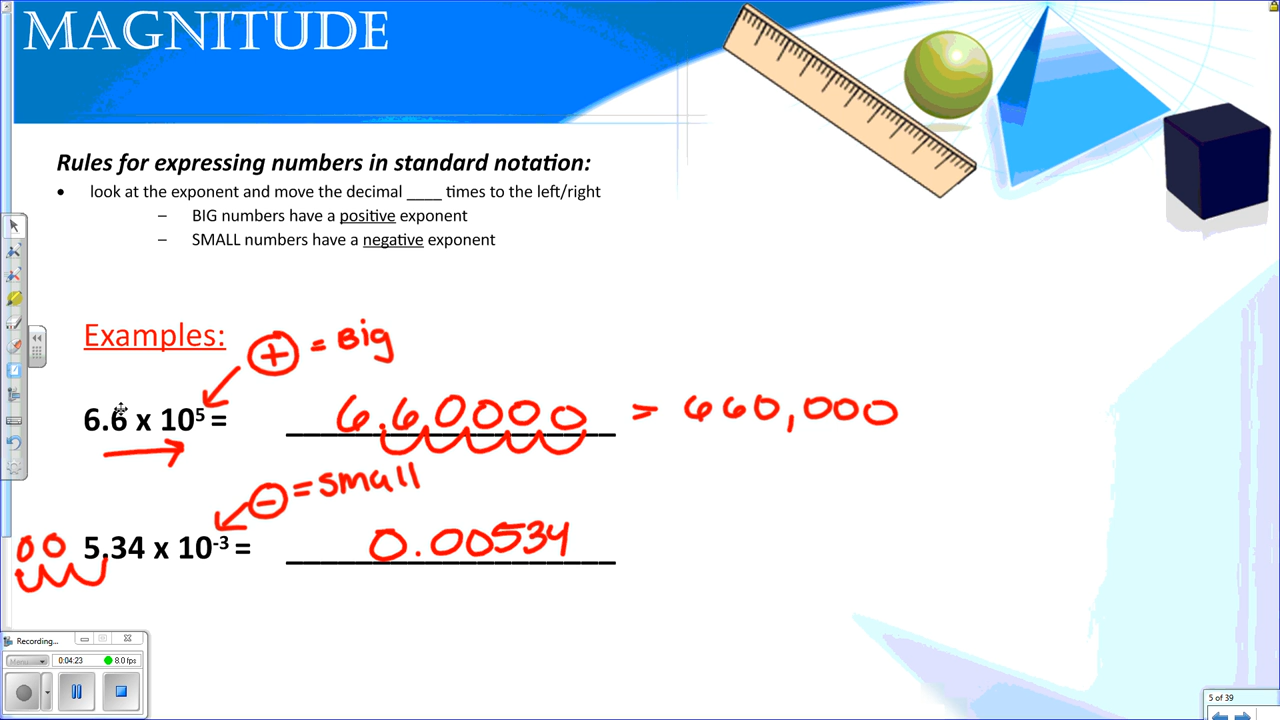 MAGNITUDE
Rules for expressing numbers in standard notation:
• look at the exponent and move the decimal ____ times to the left/right
– BIG numbers have a positive exponent
– SMALL numbers have a negative exponent
Examples:
+ = Big
6.6 x 10⁵ = 6.60000 = 660,000
- = small
00 5.34 x 10⁻³ = 0.00534
Recording...
Menu
0:04:23 8.0 fps
5 of 39